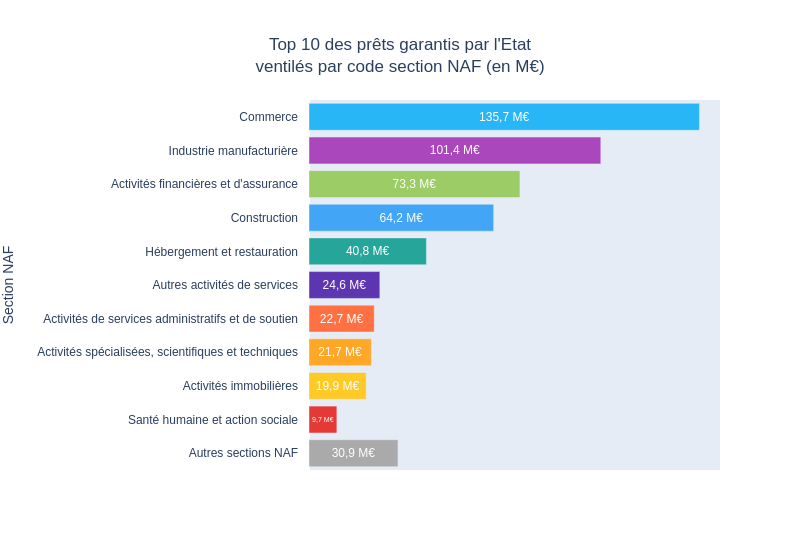 Top 10 des prêts garantis par l'Etat
ventilés par code section NAF (en M€)
Section NAF
Commerce 135,7 M€
Industrie manufacturière 101,4 M€
Activités financières et d'assurance 73,3 M€
Construction 64,2 M€
Hébergement et restauration 40,8 M€
Autres activités de services 24,6 M€
Activités de services administratifs et de soutien 22,7 M€
Activités spécialisées, scientifiques et techniques 21,7 M€
Activités immobilières 19,9 M€
Santé humaine et action sociale 9,7 M€
Autres sections NAF 30,9 M€